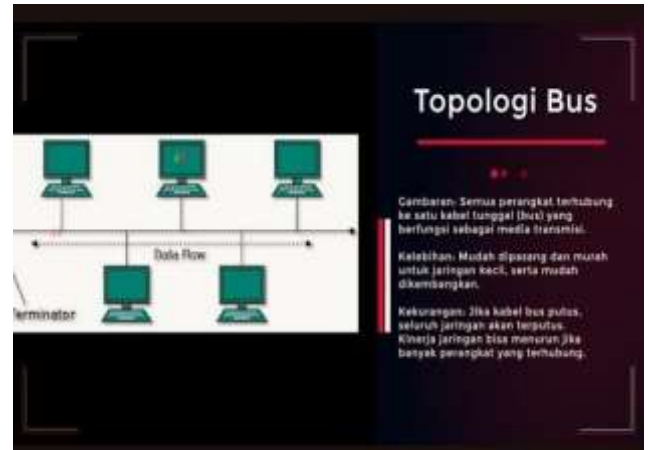 Topologi Bus
Gambaran: Semua perangkat terhubung
ke satu kabel tunggal (bus) yang
berfungsi sebagai media transmisi.
Kelebihan: Mudah dipasang dan murah
untuk jaringan kecil, serta mudah
dikembangkan.
Kekurangan: Jika kabel bus putus,
seluruh jaringan akan terputus.
Kinerja jaringan bisa menurun jika
banyak perangkat yang terhubung.
Data Flow
erminator